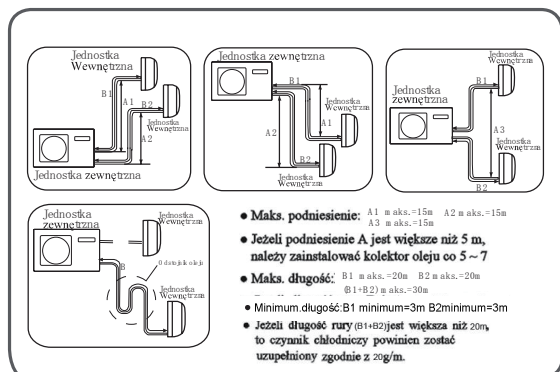 Jednostka
Wewnętrzna
B1
A1
B2
Jednostka
Wewnętrzna
A2
Jednostka zewnętrzna
Jednostka zewnętrzna
B1
A1
Jednostka
Wewnętrzna
A2
B2
Jednostka
Wewnętrzna
Jednostka
Wewnętrzna
B1
Jednostka
zewnętrzna
A3
Jednostka
Wewnętrzna
B2
Jednostka
zewnętrzna
Jednostka
Wewnętrzna
B
Odstojnik oleju
Jednostka
Wewnętrzna
● Maks. podniesienie: A1 maks.=15m A2 maks.=15m
A3 maks.=15m
● Jeżeli podniesienie A jest większe niż 5 m,
należy zainstalować kolektor oleju co 5~7
● Maks. długość: B1 maks.=20m B2 maks.=20m
(B1+B2) maks.=30m
● Minimum.długość:B1 minimum=3m B2minimum=3m
● Jeżeli długość rury (B1+B2)jest większa niż 20m,
to czynnik chłodniczy powinien zostać
uzupełniony zgodnie z 20g/m.